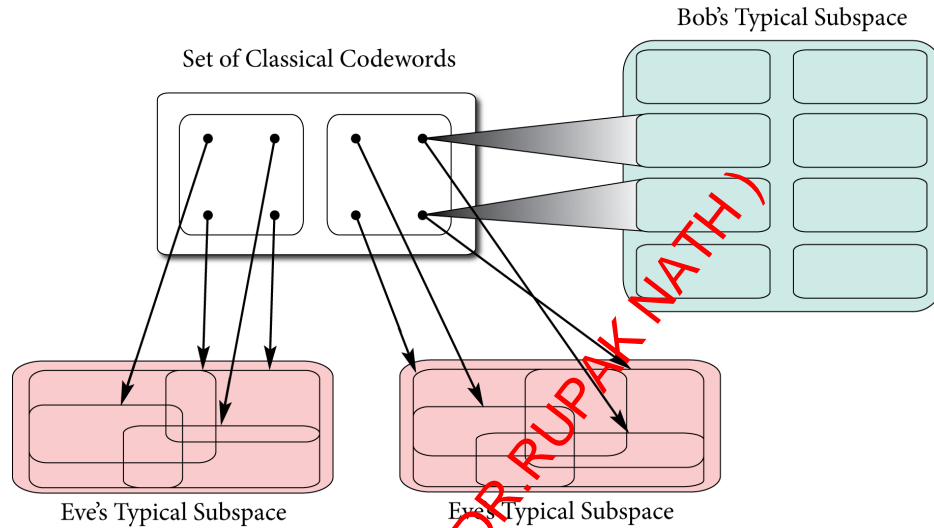 Bob's Typical Subspace
Set of Classical Codewords
DR.RUPAK NATH )
Eve's Typical Subspace
Eve's Typical Subspace